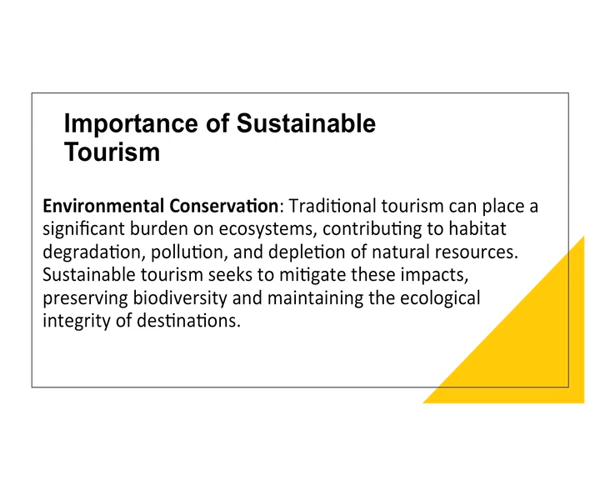 Importance of Sustainable
Tourism
Environmental Conservation: Traditional tourism can place a
significant burden on ecosystems, contributing to habitat
degradation, pollution, and depletion of natural resources.
Sustainable tourism seeks to mitigate these impacts,
preserving biodiversity and maintaining the ecological
integrity of destinations.